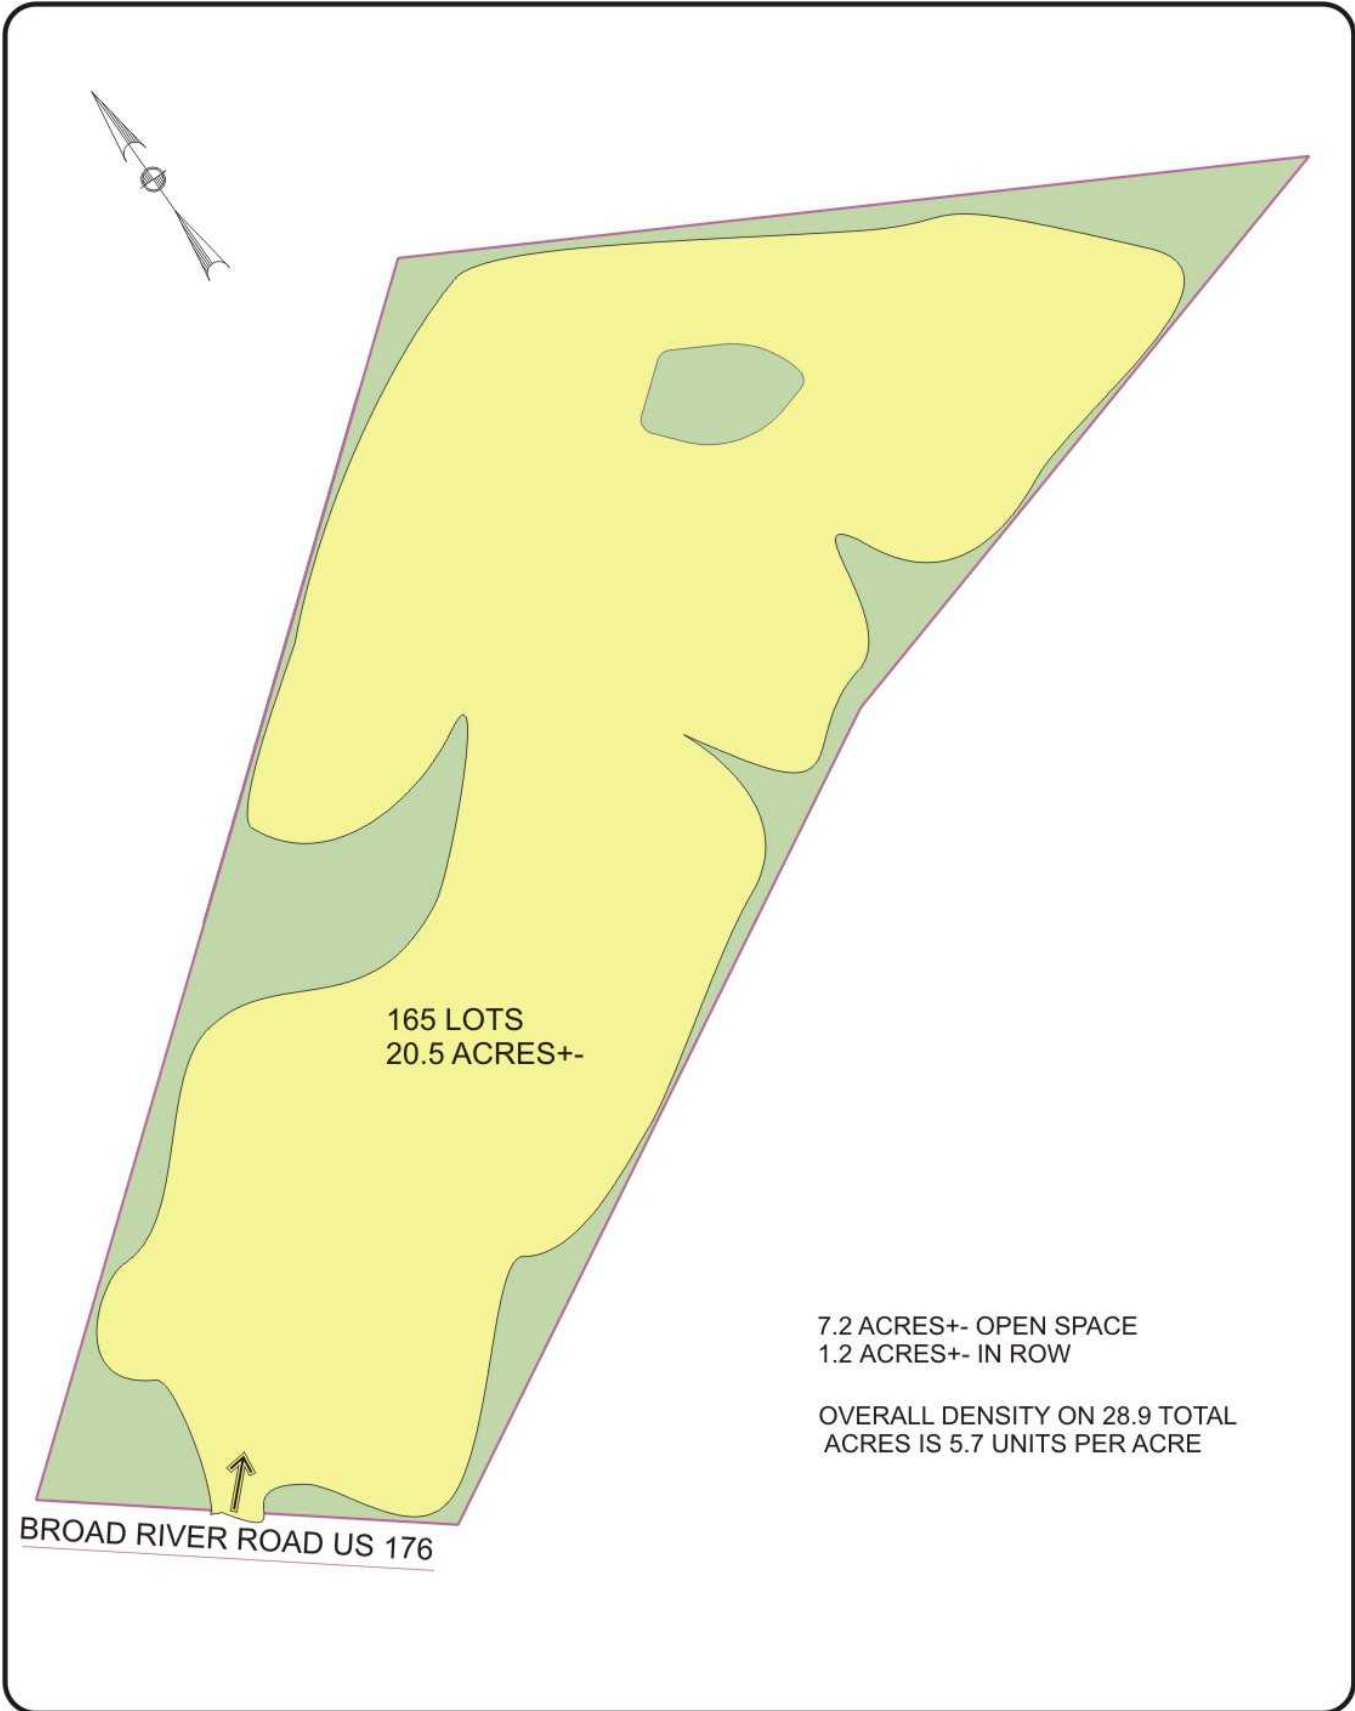 165 LOTS
20.5 ACRES+-
7.2 ACRES+- OPEN SPACE
1.2 ACRES+- IN ROW
OVERALL DENSITY ON 28.9 TOTAL
ACRES IS 5.7 UNITS PER ACRE
BROAD RIVER ROAD US 176